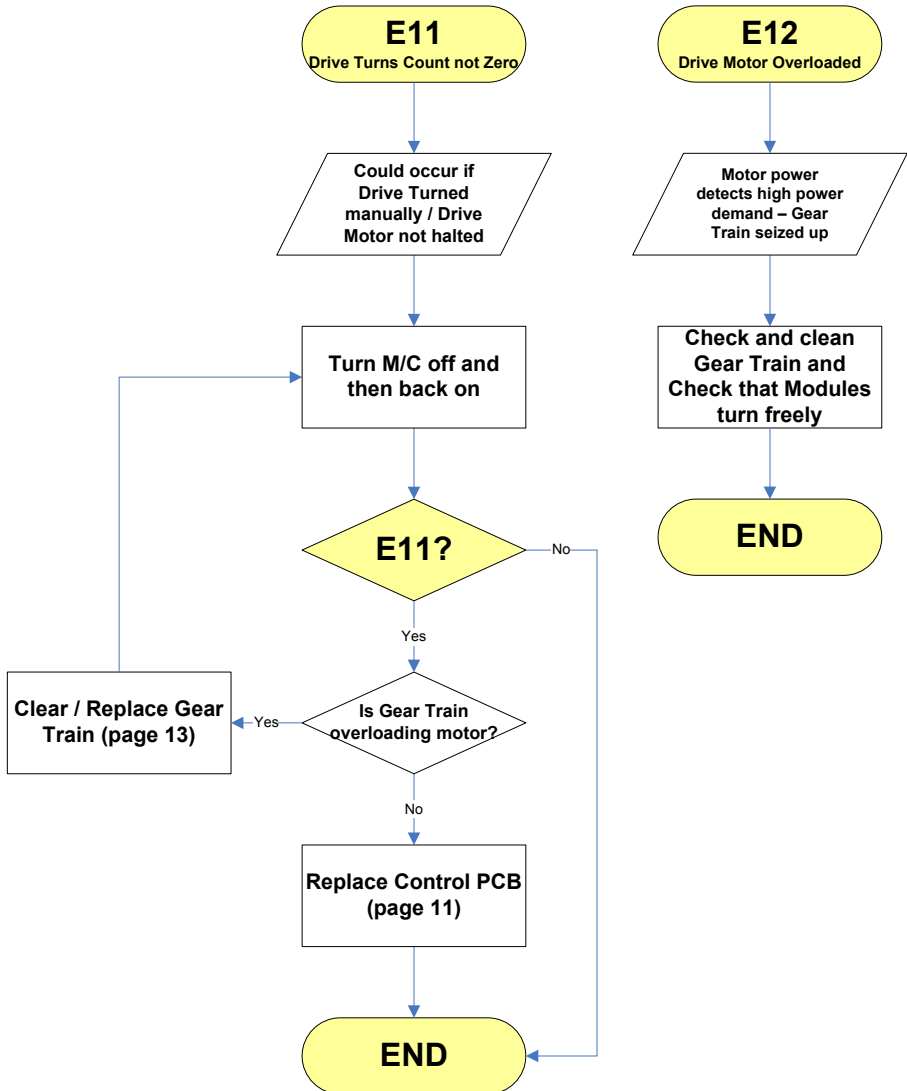 E11
Drive Turns Count not Zero
Could occur if
Drive Turned
manually / Drive
Motor not halted
Turn M/C off and
then back on
E11?
No
Yes
Is Gear Train
overloading motor?
Yes
Clear / Replace Gear
Train (page 13)
No
Replace Control PCB
(page 11)
END
E12
Drive Motor Overloaded
Motor power
detects high power
demand – Gear
Train seized up
Check and clean
Gear Train and
Check that Modules
turn freely
END